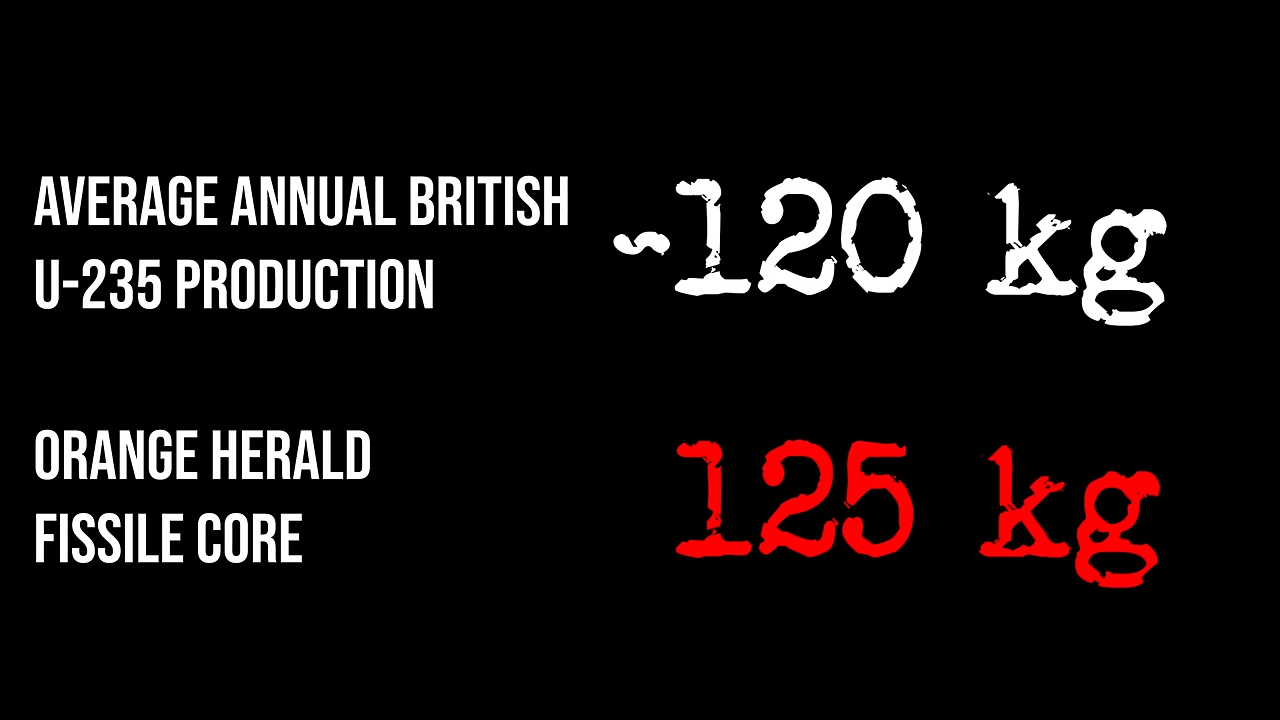 AVERAGE ANNUAL BRITISH
U-235 PRODUCTION
~120 kg
ORANGE HERALD
FISSILE CORE
125 kg